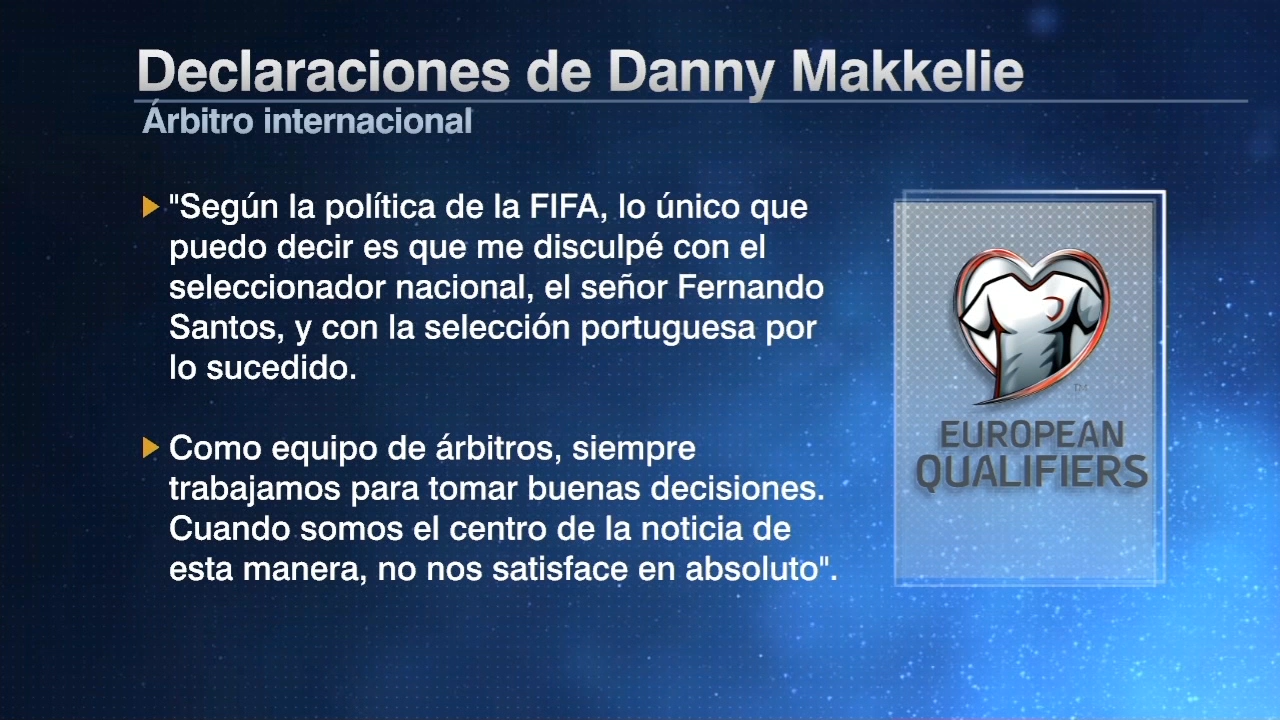 Declaraciones de Danny Makkelie
Árbitro internacional
"Según la política de la FIFA, lo único que
puedo decir es que me disculpé con el
seleccionador nacional, el señor Fernando
Santos, y con la selección portuguesa por
lo sucedido.
Como equipo de árbitros, siempre
trabajamos para tomar buenas decisiones.
Cuando somos el centro de la noticia de
esta manera, no nos satisface en absoluto".
TM
EUROPEAN
QUALIFIERS